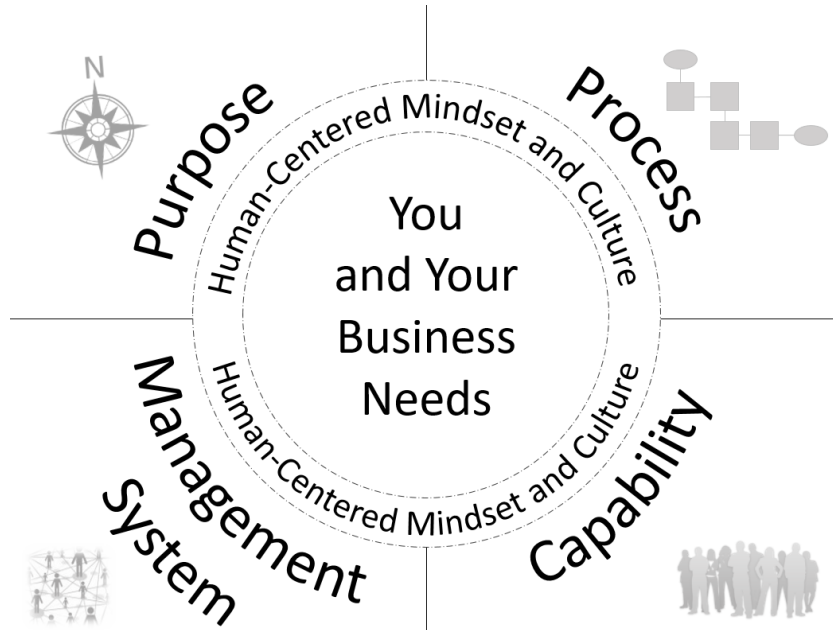 N
Purpose
Process
Human-Centered Mindset and Culture
You
and Your
Business
Needs
Human-Centered Mindset and Culture
Management
System
Capability